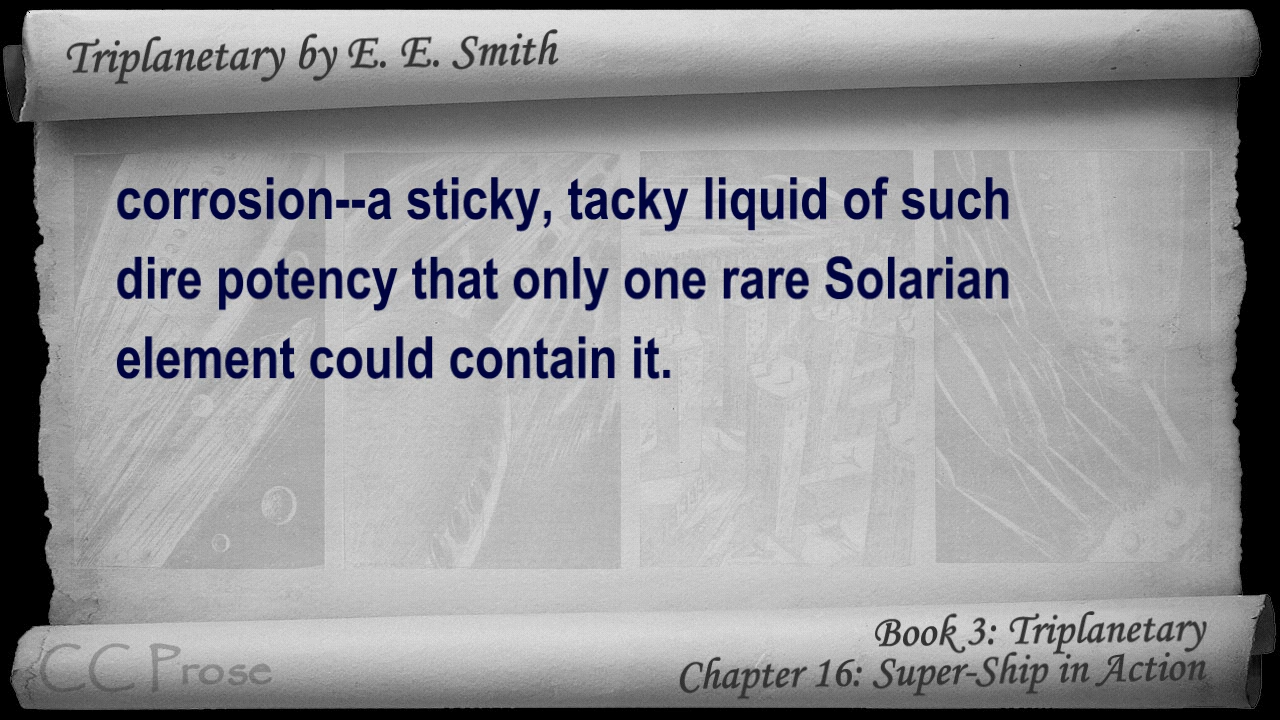 Triplanetary by E. E. Smith
corrosion--a sticky, tacky liquid of such
dire potency that only one rare Solarian
element could contain it.
Book 3: Triplanetary
CC Prose
Chapter 16: Super-Ship in Action